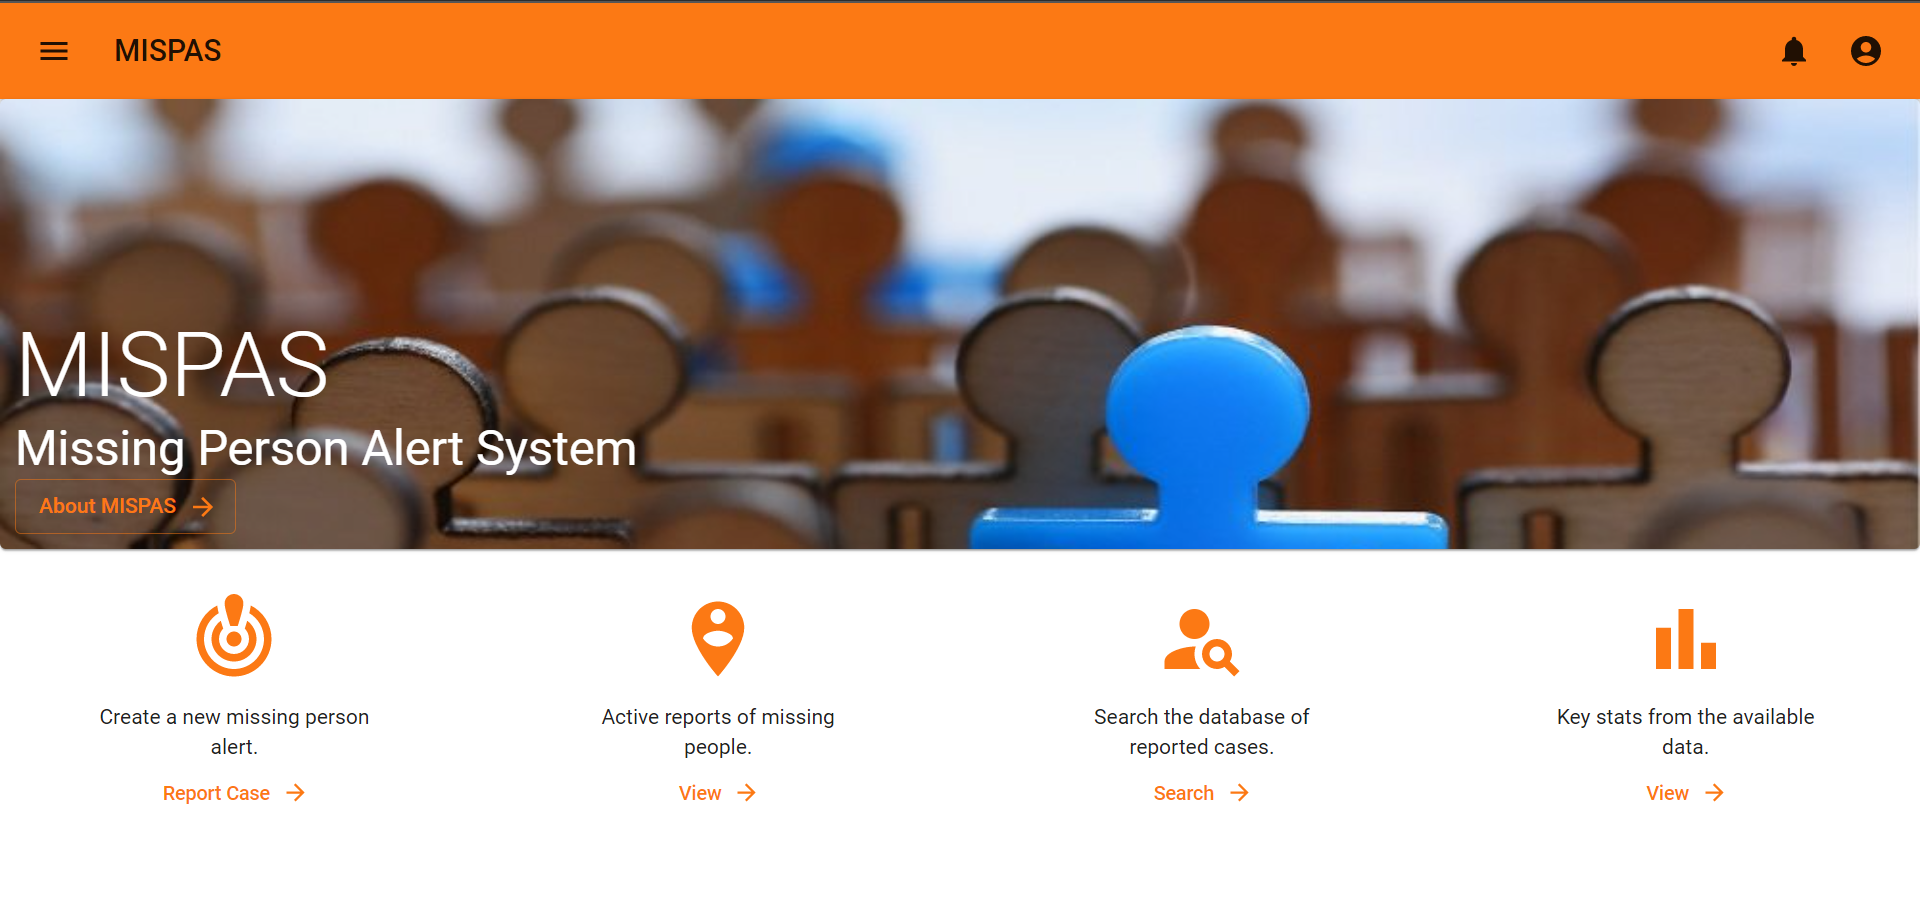 MISPAS
MISPAS
Missing Person Alert System
About MISPAS
Create a new missing person
alert.
Report Case
Active reports of missing
people.
View
Search the database of
reported cases.
Search
Key stats from the available
data.
View